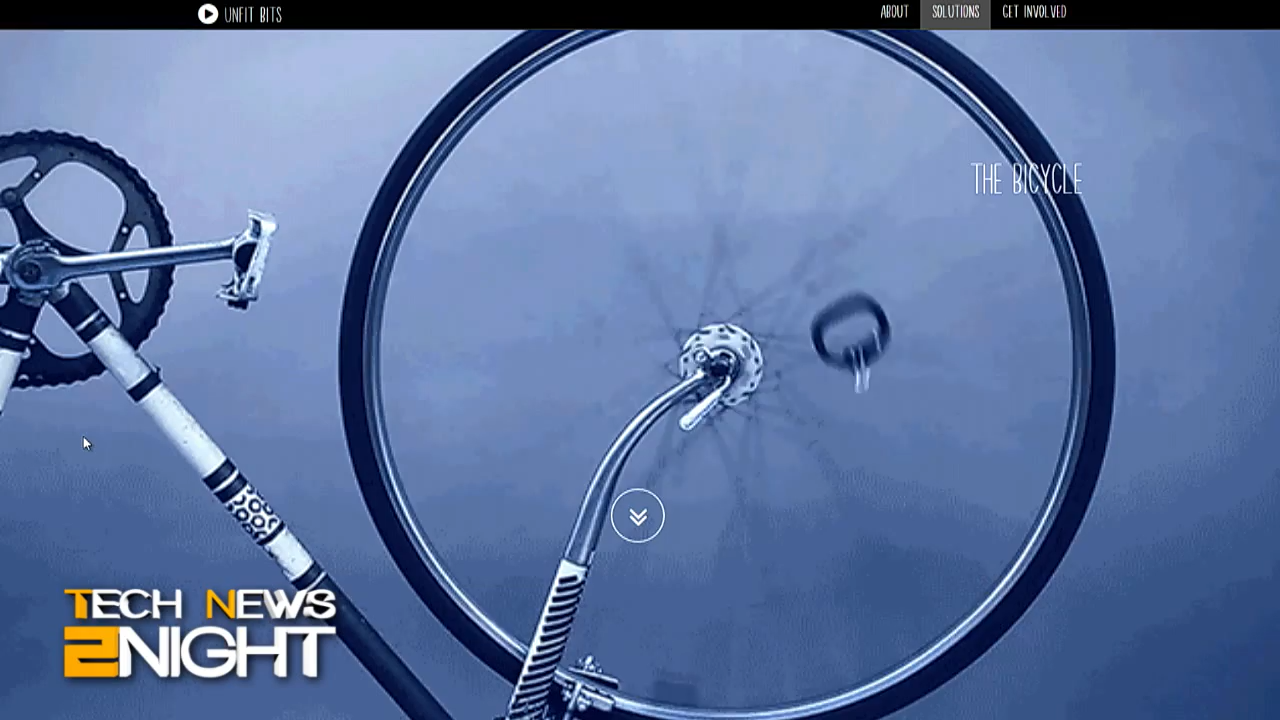 UNFIT BITS
ABOUT
SOLUTIONS
GET INVOLVED
THE BICYCLE
TECH NEWS
2NIGHT